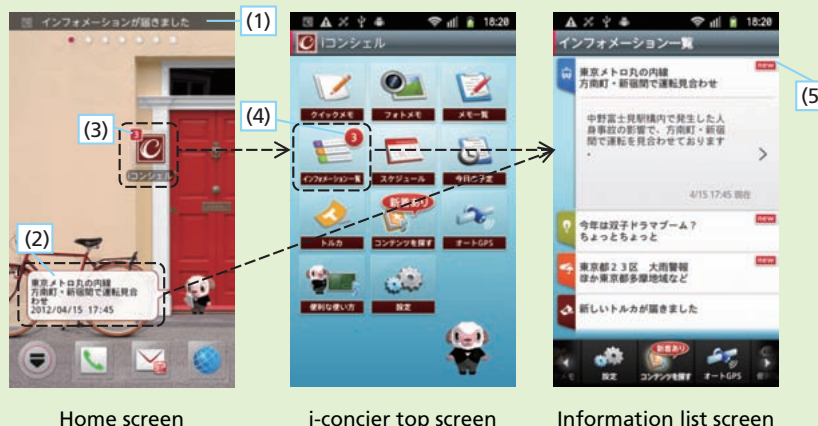 インフォメーションが届きました
(1)
(3)
3
iコンシェル
(2)
東京メトロ丸の内線
方南町・新宿間で運転見合
わせ
2012/04/15 17:45
Home screen
18:20
iコンシェル
クイックメモ
フォトメモ
メモ一覧
(4)
3
インフォメーション一覧
スケジュール
今日の予定
新着あり
トルカ
コンテンツを探す
オートGPS
便利な使い方
設定
i-concier top screen
18:20
インフォメーション一覧
(5
東京メトロ丸の内線
方南町・新宿間で運転見合わせ
new
中野富士見駅構内で発生した人
身事故の影響で、方南町・新宿
間で運転を見合わせております
。
4/15 17:45 現在
今年は双子ドラマブーム？
ちょっとちょっと
new
東京都２３区 大雨警報
ほか東京都多摩地域など
new
新しいトルカが届きました
新着あり
設定
コンテンツを探す
オートGPS
Information list screen